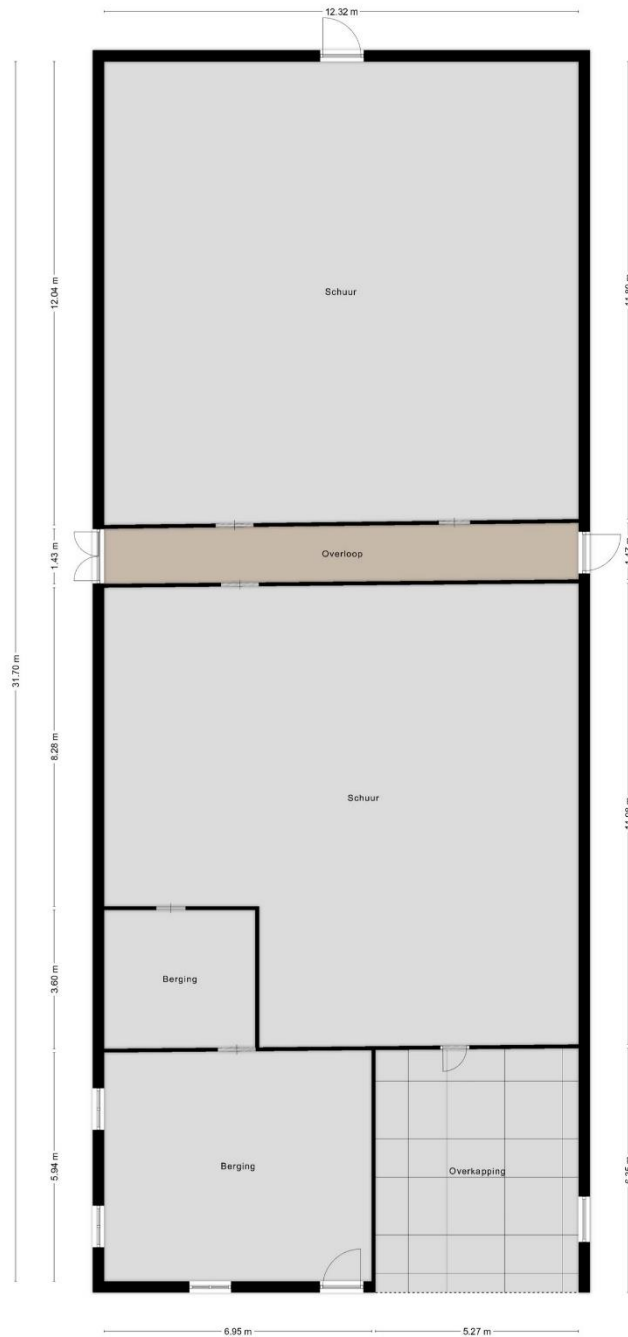 12.32 m
12.04 m
Schuur
1.43 m
Overloop
31.70 m
8.28 m
Schuur
3.60 m
Berging
5.94 m
Berging
Overkapping
6.95 m
5.27 m